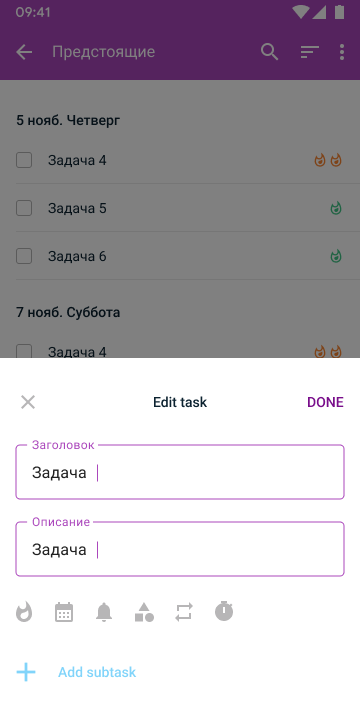 09:41
Предстоящие
5 нояб. Четверг
Задача 4
Задача 5
Задача 6
7 нояб. Суббота
Задача 4
Edit task
DONE
Заголовок
Задача
Описание
Задача
Add subtask